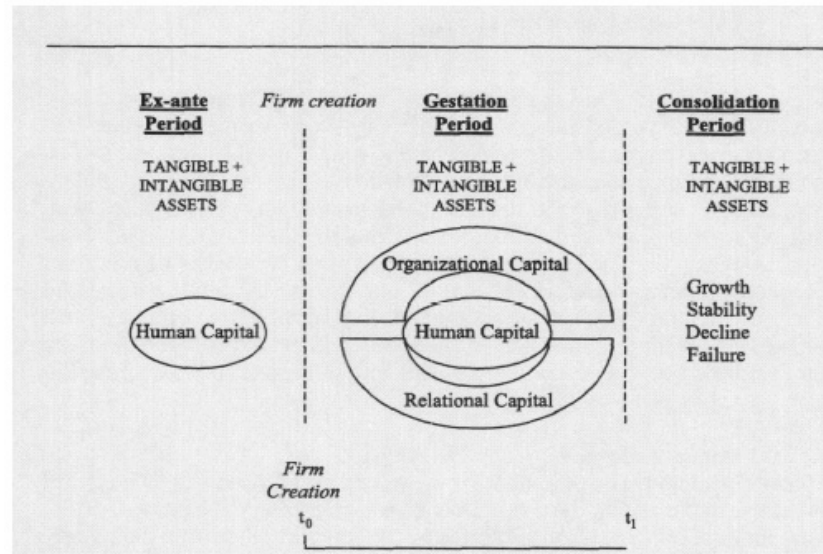 Ex-ante
Period
Firm creation
Gestation
Period
Consolidation
Period
TANGIBLE +
INTANGIBLE
ASSETS
TANGIBLE +
INTANGIBLE
ASSETS
TANGIBLE +
INTANGIBLE
ASSETS
Human Capital
Organizational Capital
Human Capital
Relational Capital
Growth
Stability
Decline
Failure
Firm
Creation
t₀
t₁